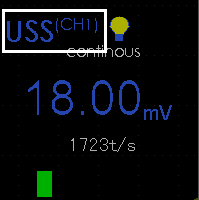 USS(CH1)
continous
18.00mV
1723t/s